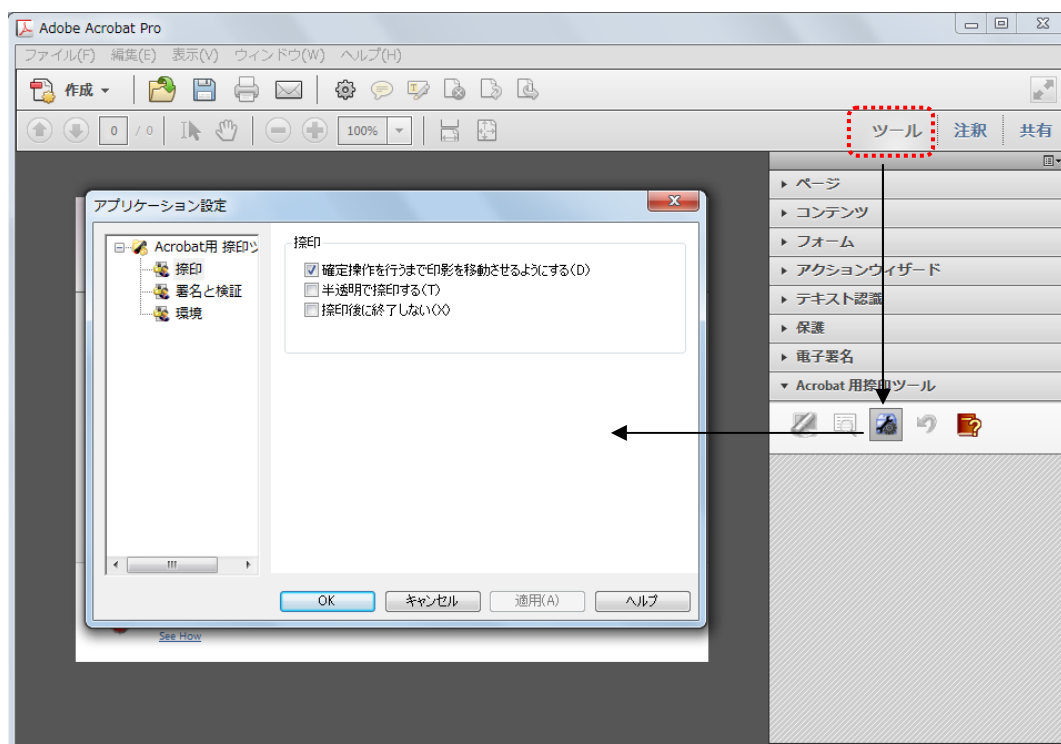 Adobe Acrobat Pro
ファイル(F) 編集(E) 表示(V) ウィンドウ(W) ヘルプ(H)
作成
0 / 0 100%
ツール 注釈 共有
ページ
コンテンツ
フォーム
アクションウィザード
テキスト認識
保護
電子署名
Acrobat 用捺印ツール
アプリケーション設定
Acrobat用 捺印ツ
捺印
署名と検証
環境
捺印
確定操作を行うまで印影を移動させるようにする(D)
半透明で捺印する(T)
捺印後に終了しない(X)
OK キャンセル 適用(A) ヘルプ
See How